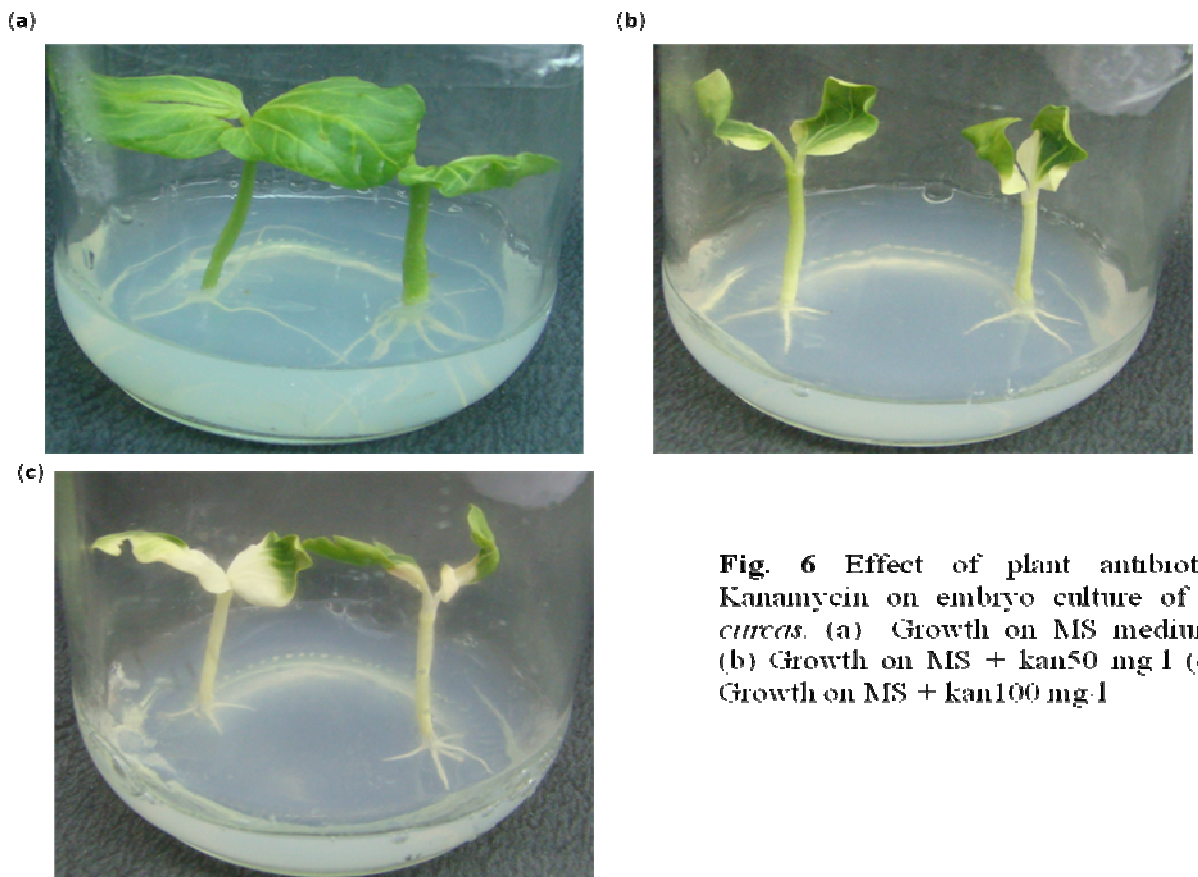 (a)
(b)
(c)
Fig. 6 Effect of plant antibiot
Kanamycin on embryo culture of
curcas. (a) Growth on MS mediu
(b) Growth on MS + kan50 mg l (
Growth on MS + kan100 mg l